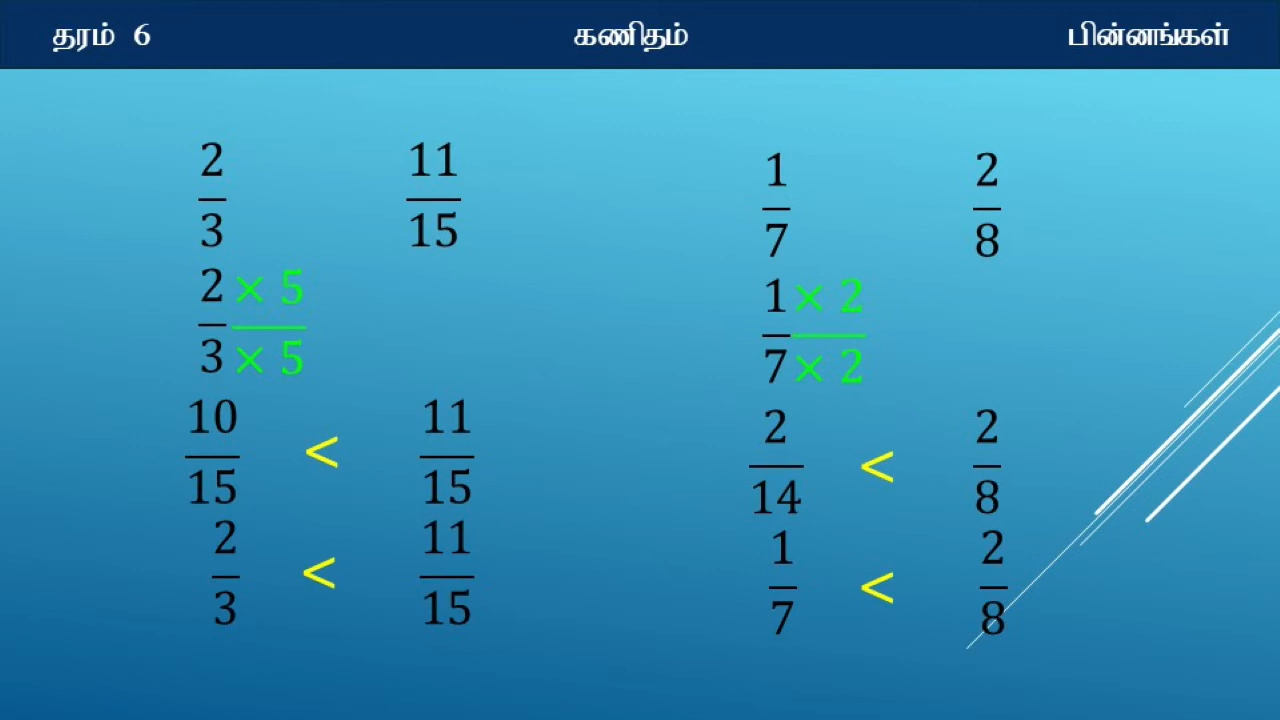 தரம் 6 கணிதம் பின்னங்கள்
2/3 11/15 1/7 2/8
2/3 × 5/× 5 1/7 × 2/× 2
10/15 < 11/15 2/14 < 2/8
2/3 < 11/15 1/7 < 2/8